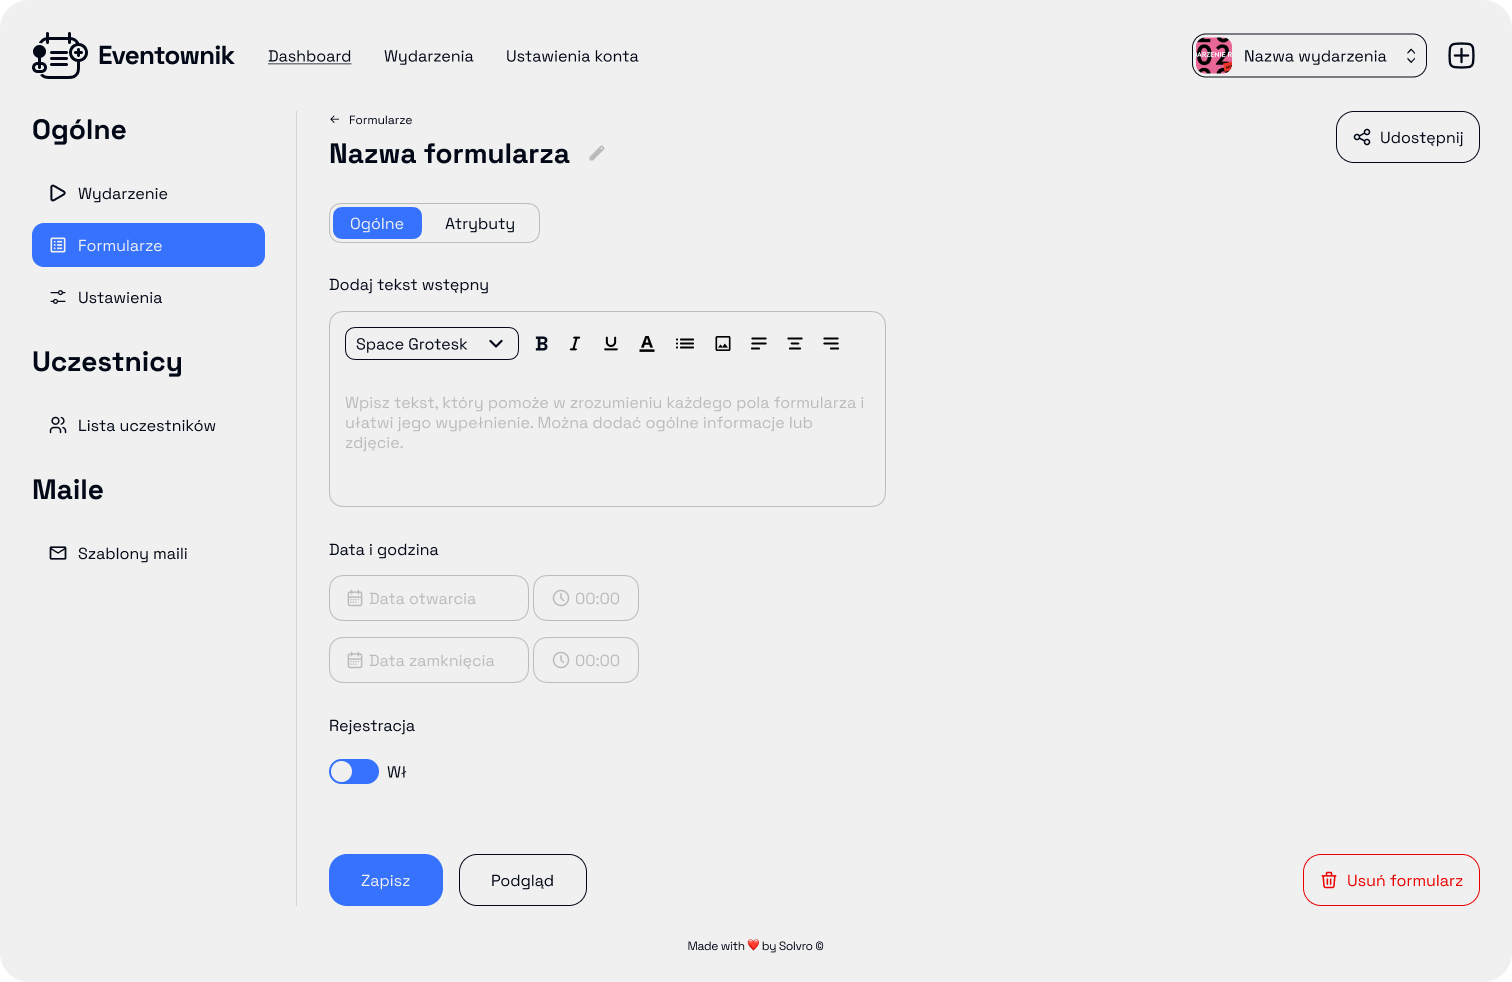 Eventownik
Dashboard
Wydarzenia
Ustawienia konta
02
Nazwa wydarzenia
Ogólne
Wydarzenie
Formularze
Ustawienia
Uczestnicy
Lista uczestników
Maile
Szablony maili
← Formularze
Nazwa formularza
Udostępnij
Ogólne
Atrybuty
Dodaj tekst wstępny
Space Grotesk
B I U A
Wpisz tekst, który pomoże w zrozumieniu każdego pola formularza i
ułatwi jego wypełnienie. Można dodać ogólne informacje lub
zdjęcie.
Data i godzina
Data otwarcia
00:00
Data zamknięcia
00:00
Rejestracja
Wł
Zapisz
Podgląd
Usuń formularz
Made with ❤️ by Solvro ©